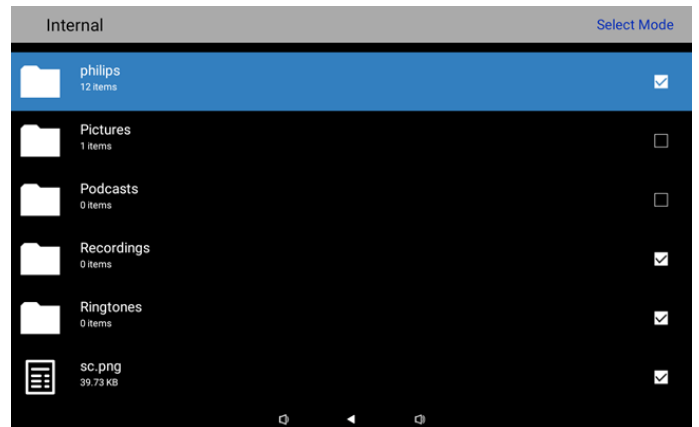 Internal
Select Mode
philips
12 items
Pictures
1 items
Podcasts
0 items
Recordings
0 items
Ringtones
0 items
sc.png
39.73 KB